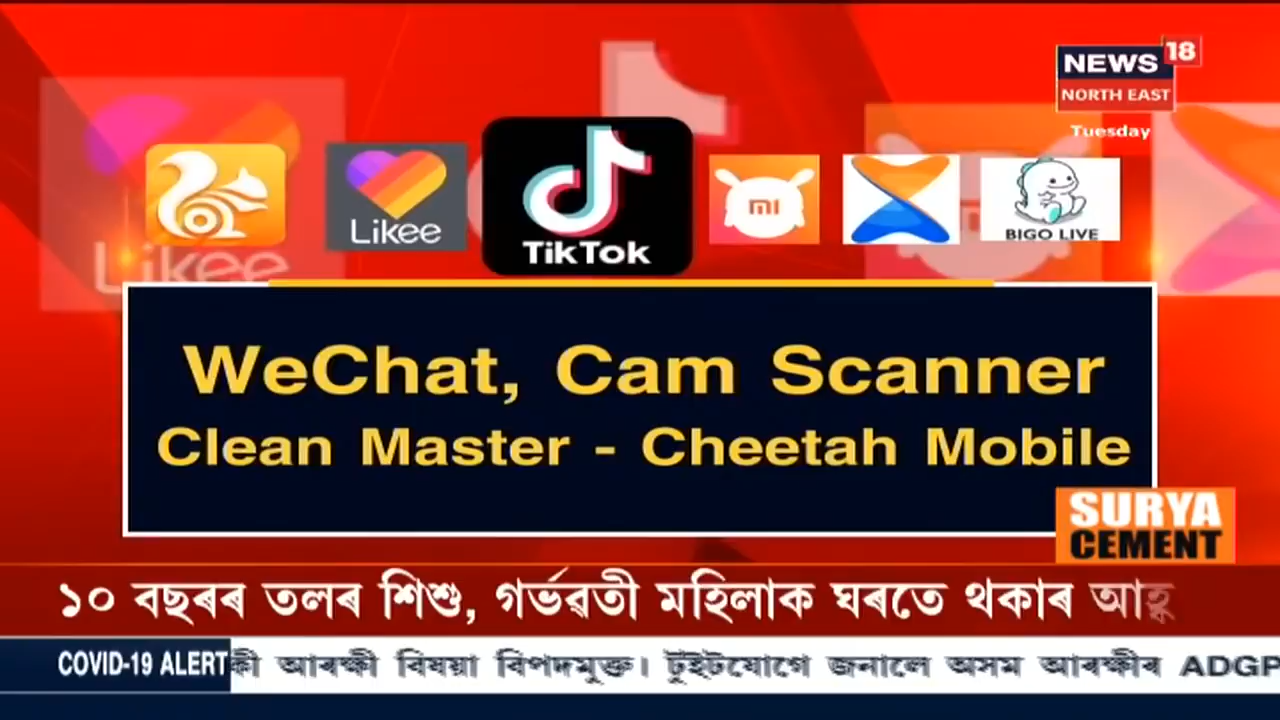 NEWS 18
NORTH EAST
Tuesday
Likee
TikTok
MI
BIGO LIVE
Likee
WeChat, Cam Scanner
Clean Master - Cheetah Mobile
SURYA
CEMENT
১০ বছৰৰ তলৰ শিশু, গৰ্ভৱতী মহিলাক ঘৰতে থকাৰ
COVID-19 ALERT
আৰক্ষী বিষয়া বিপদমুক্ত। টুইটযোগে জনালে অসম আৰক্ষীৰ ADGP